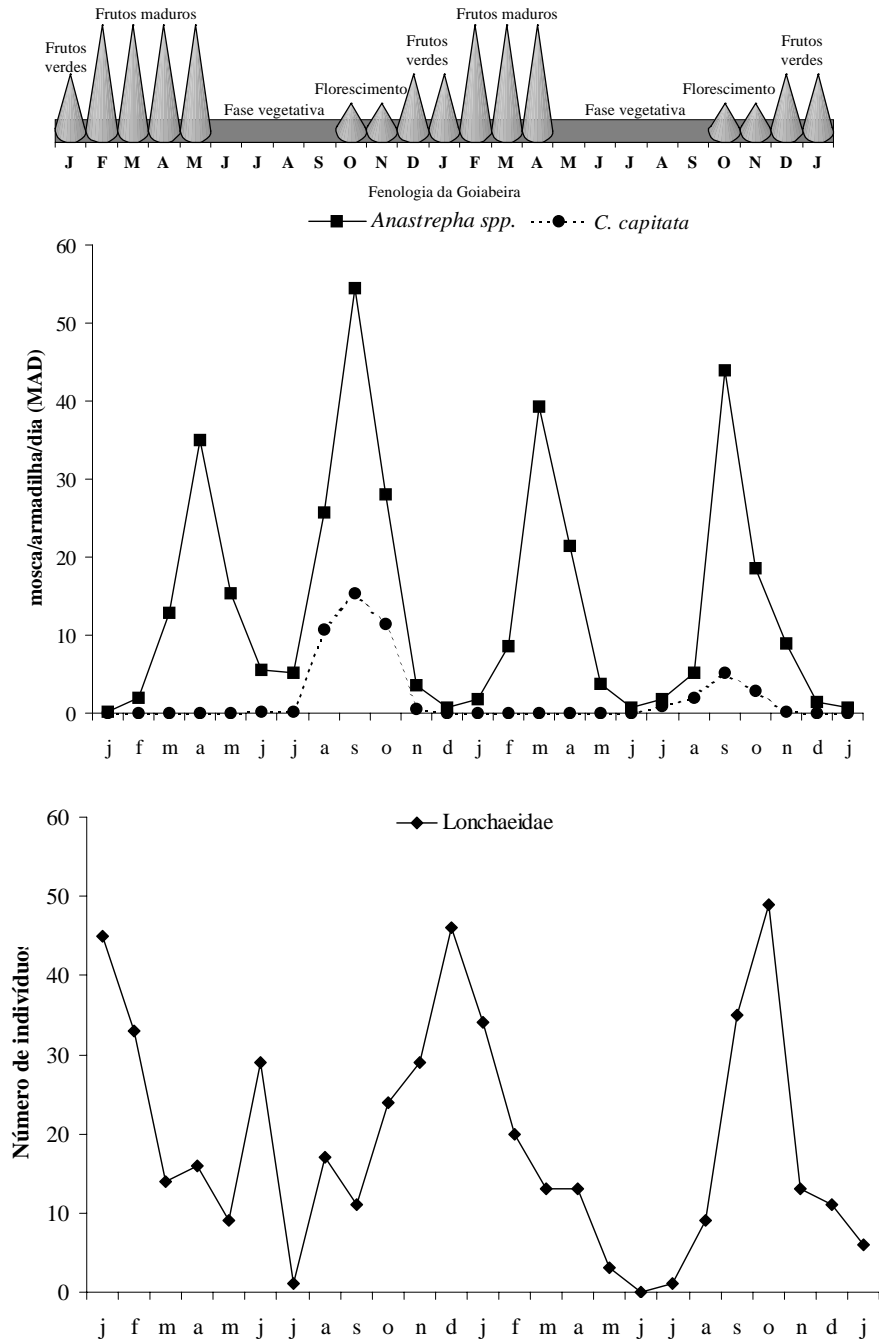 Frutos maduros
Frutos maduros
Frutos
verdes
Frutos
verdes
Frutos
verdes
Florescimento
Florescimento
Fase vegetativa
Fase vegetativa
J F M A M J J A S O N D J F M A M J J A S O N D J
Fenologia da Goiabeira
Anastrepha spp. C. capitata
mosca/armadilha/dia (MAD)
60
50
40
30
20
10
0
j f m a m j j a s o n d j f m a m j j a s o n d j
Lonchaeidae
Número de indivíduos
60
50
40
30
20
10
0
j f m a m j j a s o n d j f m a m j j a s o n d j